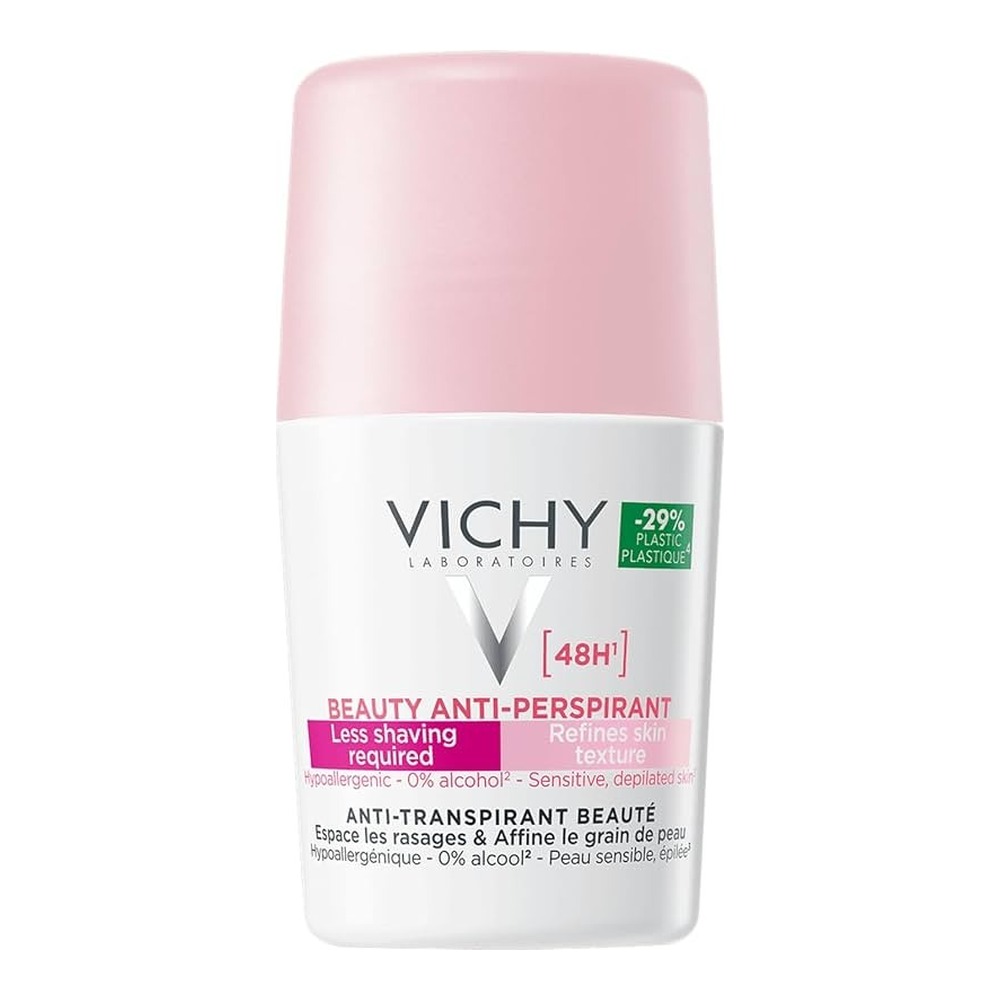 VICHY
LABORATOIRES
-29%
PLASTIC
PLASTIQUE⁴
[48H¹]
BEAUTY ANTI-PERSPIRANT
Less shaving required
Refines skin texture
Hypoallergenic - 0% alcohol² - Sensitive, depilated skin³
ANTI-TRANSPIRANT BEAUTÉ
Espace les rasages & Affine le grain de peau
Hypoallergénique - 0% alcool² - Peau sensible, épilée³